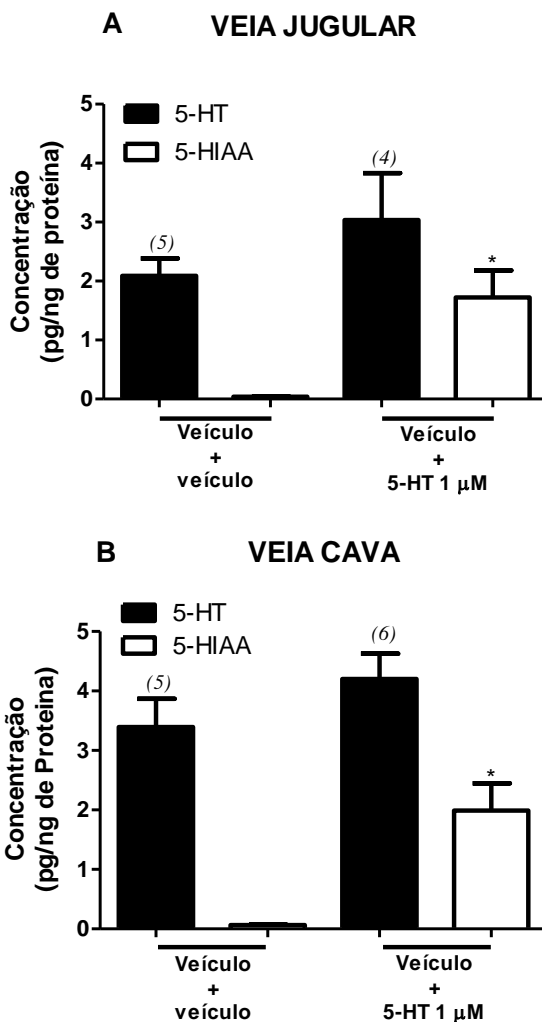 A VEIA JUGULAR
Concentração
(pg/ng de proteína)
5
4
3
2
1
0
5-HT
5-HIAA
(5)
(4)
*
Veículo
+
veículo
Veículo
+
5-HT 1 µM
B VEIA CAVA
Concentração
(pg/ng de Proteina)
5
4
3
2
1
0
5-HT
5-HIAA
(5)
(6)
*
Veículo
+
veículo
Veículo
+
5-HT 1 µM